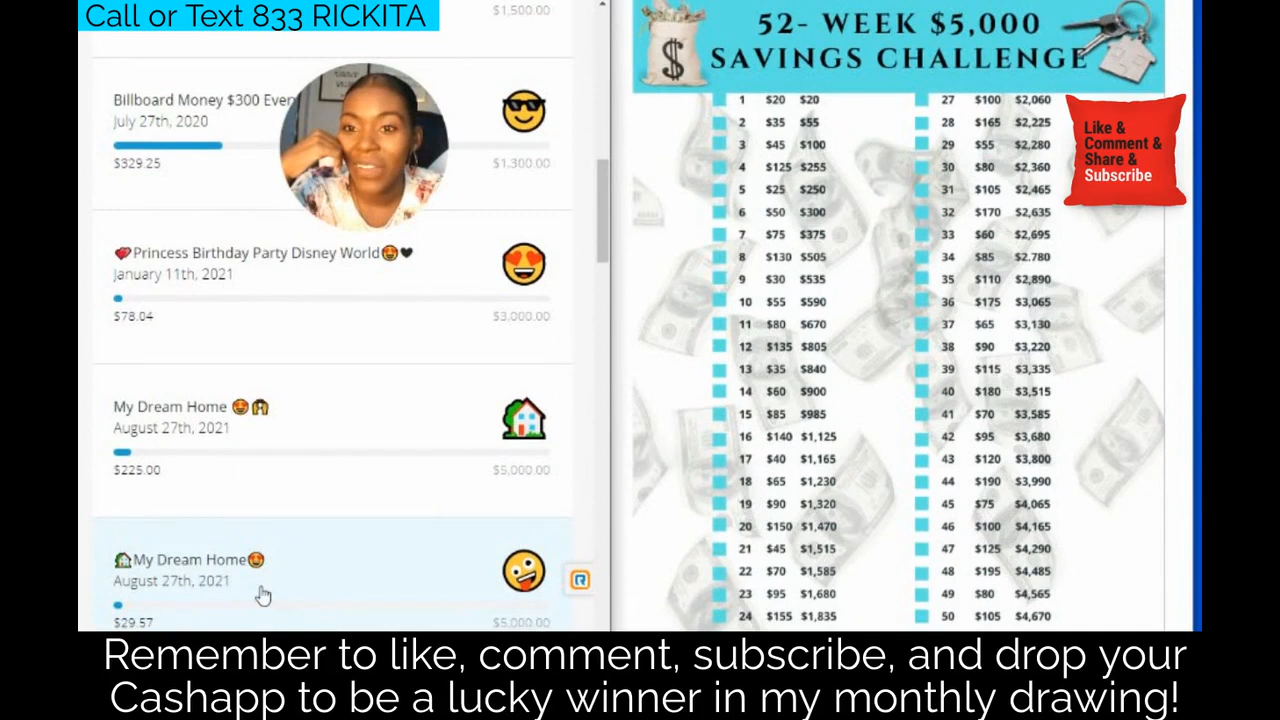 Call or Text 833 RICKITA
$1,500.00
Billboard Money $300 Even
July 27th, 2020
$329.25
$1,300.00
Princess Birthday Party Disney World
January 11th, 2021
$78.04
$3,000.00
My Dream Home
August 27th, 2021
$225.00
$5,000.00
My Dream Home
August 27th, 2021
$29.57
$5,000.00
52- WEEK $5,000
SAVINGS CHALLENGE
1 $20 $20
2 $35 $55
3 $45 $100
4 $125 $255
5 $25 $250
6 $50 $300
7 $75 $375
8 $130 $505
9 $30 $535
10 $55 $590
11 $80 $670
12 $135 $805
13 $35 $840
14 $60 $900
15 $85 $985
16 $140 $1,125
17 $40 $1,165
18 $65 $1,230
19 $90 $1,320
20 $150 $1,470
21 $45 $1,515
22 $70 $1,585
23 $95 $1,680
24 $155 $1,835
27 $100 $2,060
28 $165 $2,225
29 $55 $2,280
30 $80 $2,360
31 $105 $2,465
32 $170 $2,635
33 $60 $2,695
34 $85 $2.780
35 $110 $2,890
36 $175 $3,065
37 $65 $3,130
38 $90 $3,220
39 $115 $3,335
40 $180 $3,515
41 $70 $3,585
42 $95 $3,680
43 $120 $3,800
44 $190 $3,990
45 $75 $4,065
46 $100 $4,165
47 $125 $4,290
48 $195 $4,485
49 $80 $4,565
50 $105 $4,670
Like &
Comment &
Share &
Subscribe
Remember to like, comment, subscribe, and drop your
Cashapp to be a lucky winner in my monthly drawing!